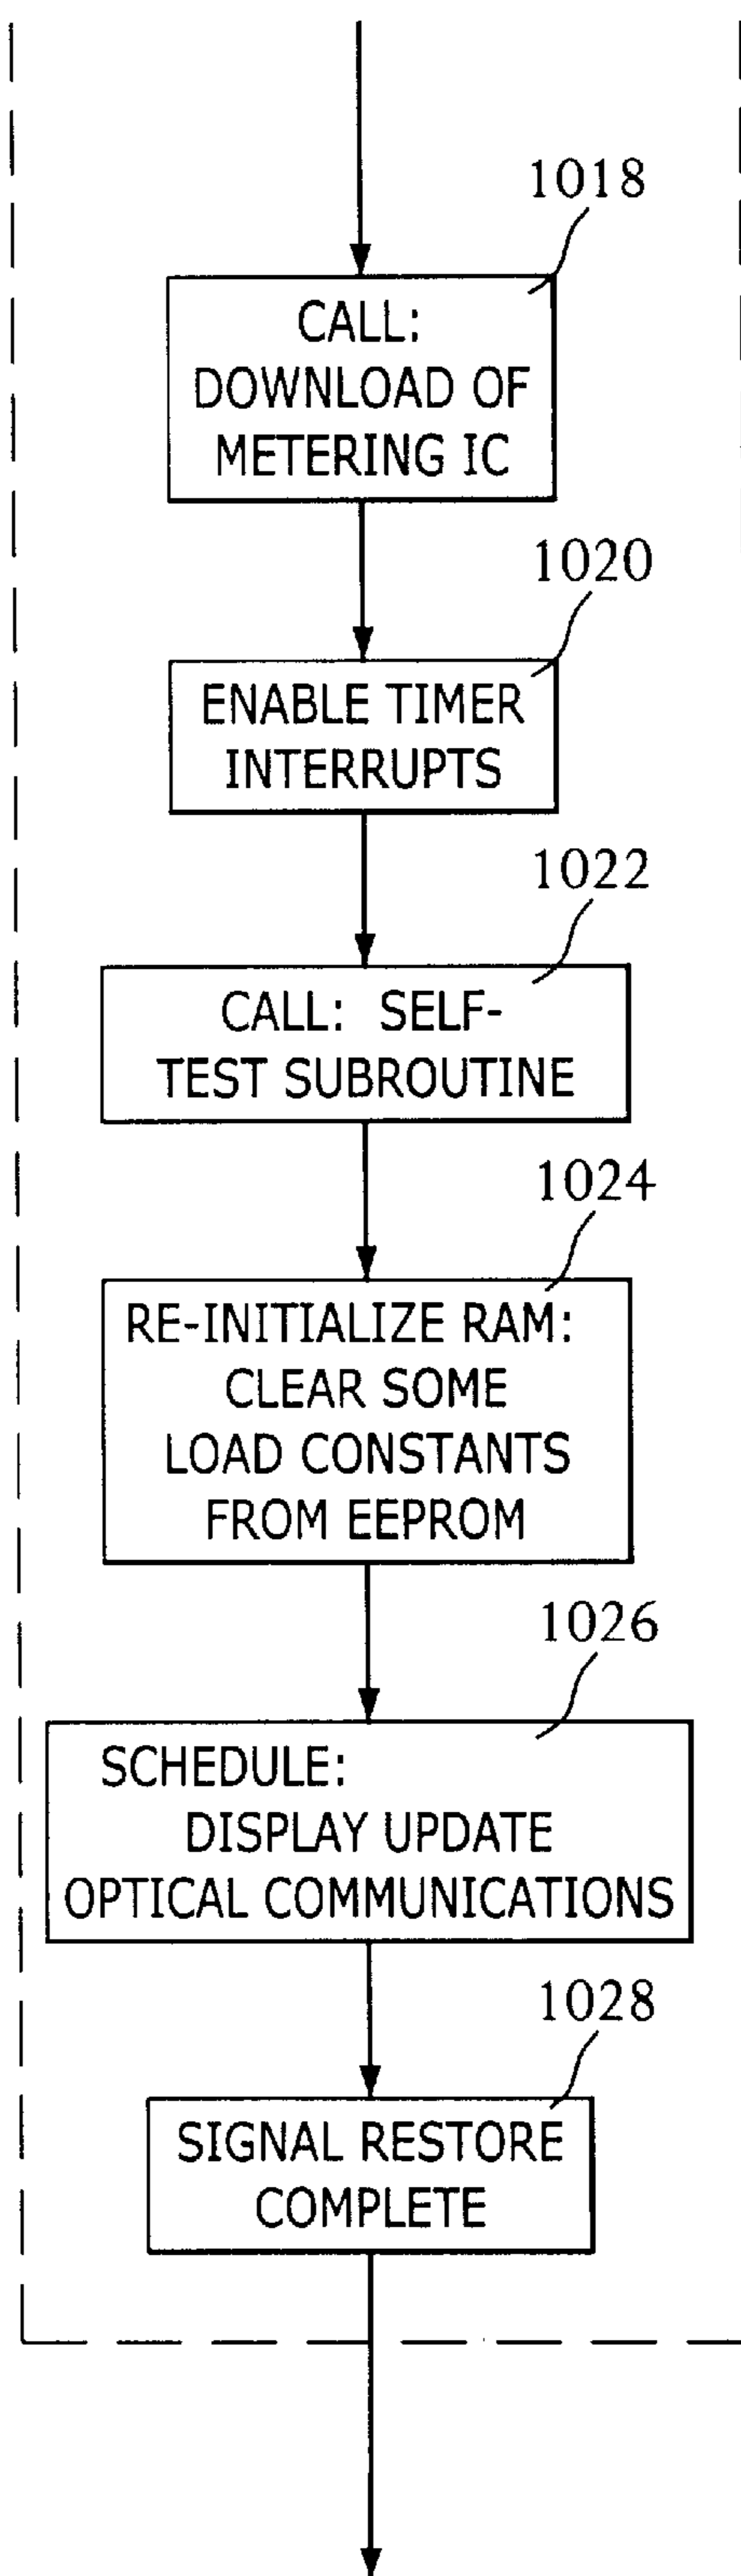 1018
CALL:
DOWNLOAD OF
METERING IC
1020
ENABLE TIMER
INTERRUPTS
1022
CALL: SELF-
TEST SUBROUTINE
1024
RE-INITIALIZE RAM:
CLEAR SOME
LOAD CONSTANTS
FROM EEPROM
1026
SCHEDULE:
DISPLAY UPDATE
OPTICAL COMMUNICATIONS
1028
SIGNAL RESTORE
COMPLETE